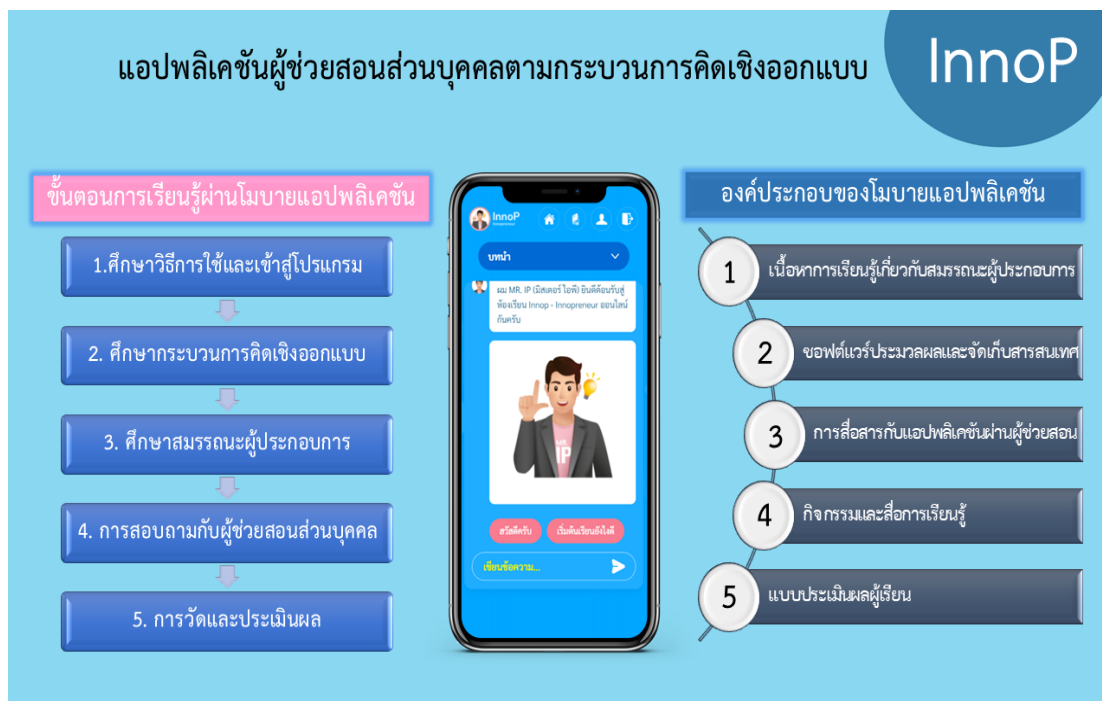 แอปพลิเคชันผู้ช่วยสอนส่วนบุคคลตามกระบวนการคิดเชิงออกแบบ
InnoP
ขั้นตอนการเรียนรู้ผ่านโมบายแอปพลิเคชัน
1.ศึกษาวิธีการใช้และเข้าสู่โปรแกรม
2. ศึกษากระบวนการคิดเชิงออกแบบ
3. ศึกษาสมรรถนะผู้ประกอบการ
4. การสอบถามกับผู้ช่วยสอนส่วนบุคคล
5. การวัดและประเมินผล
InnoP
บทนำ
ผม MR. IP (มิสเตอร์ ไอพี) ยินดีต้อนรับสู่
ห้องเรียน Innop - Innopreneur ออนไลน์
กันครับ
MR.
IP
สวัสดีครับ
เริ่มต้นเรียนยังไงดี
เขียนข้อความ...
องค์ประกอบของโมบายแอปพลิเคชัน
1 เนื้อหาการเรียนรู้เกี่ยวกับสมรรถนะผู้ประกอบการ
2 ซอฟต์แวร์ประมวลผลและจัดเก็บสารสนเทศ
3 การสื่อสารกับแอปพลิเคชันผ่านผู้ช่วยสอน
4 กิจกรรมและสื่อการเรียนรู้
5 แบบประเมินผลผู้เรียน